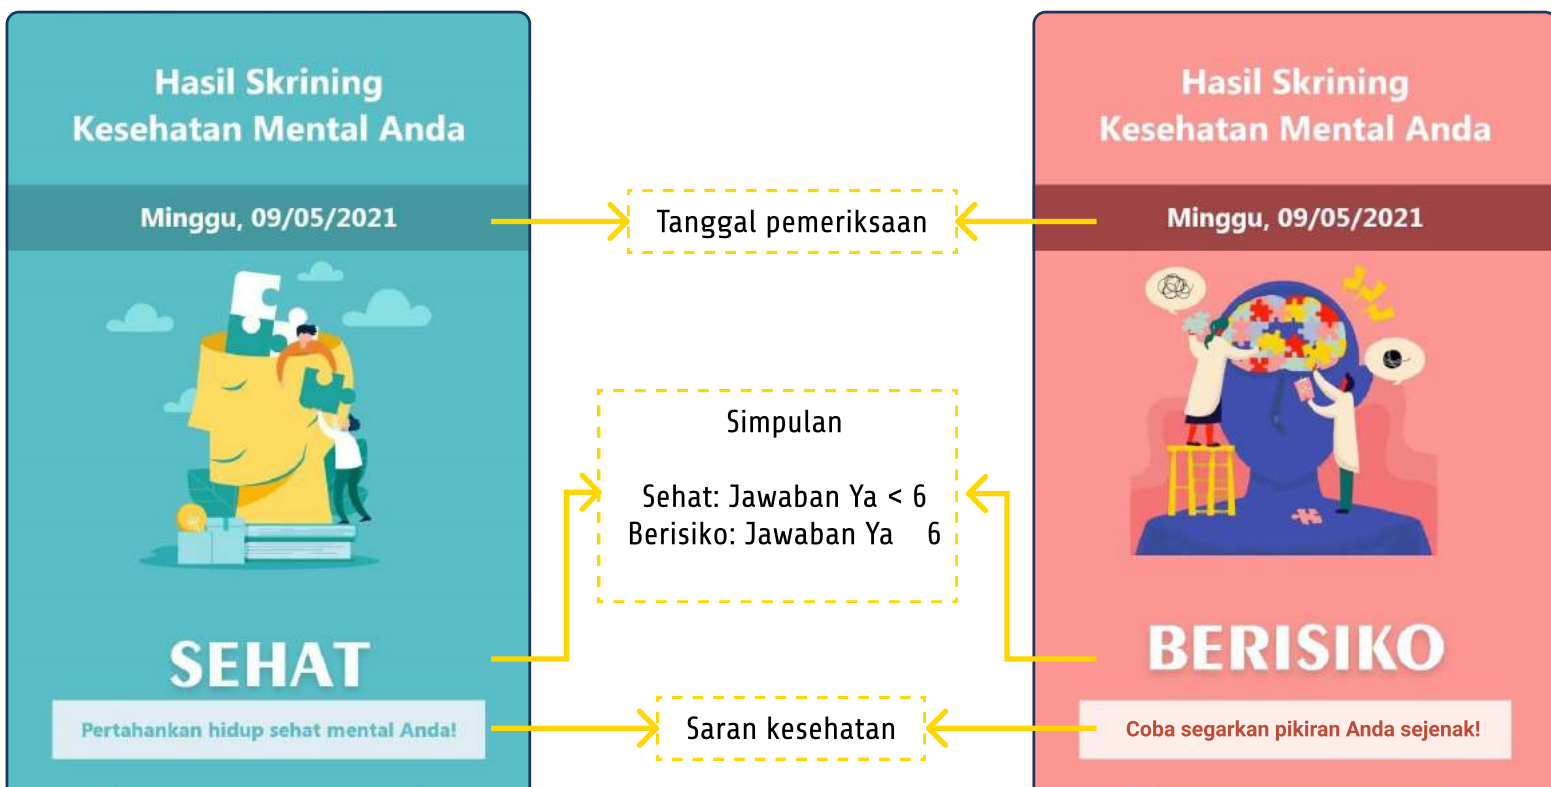 Hasil Skrining
Kesehatan Mental Anda
Minggu, 09/05/2021
SEHAT
Pertahankan hidup sehat mental Anda!
Tanggal pemeriksaan
Simpulan
Sehat: Jawaban Ya < 6
Berisiko: Jawaban Ya 6
Saran kesehatan
Hasil Skrining
Kesehatan Mental Anda
Minggu, 09/05/2021
BERISIKO
Coba segarkan pikiran Anda sejenak!